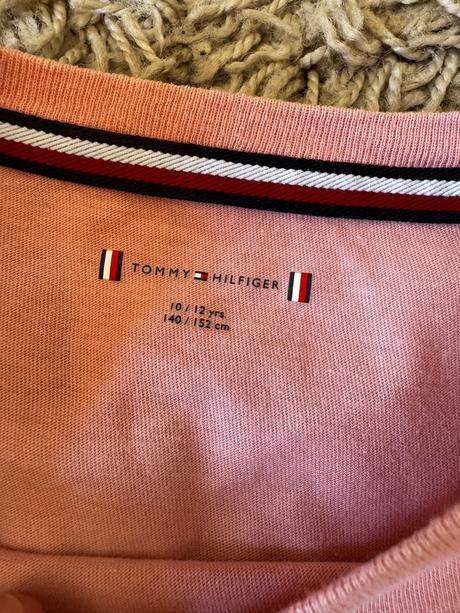 TOMMY HILFIGER
10 / 12 yrs.
140 / 152 cm